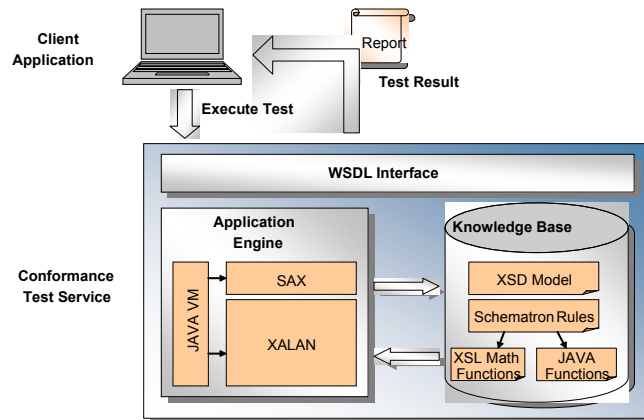 Client
Application
Report
Test Result
Execute Test
WSDL Interface
Application
Engine
Knowledge Base
Conformance
Test Service
JAVA VM
SAX
XALAN
XSD Model
Schematron Rules
XSL Math
Functions
JAVA
Functions